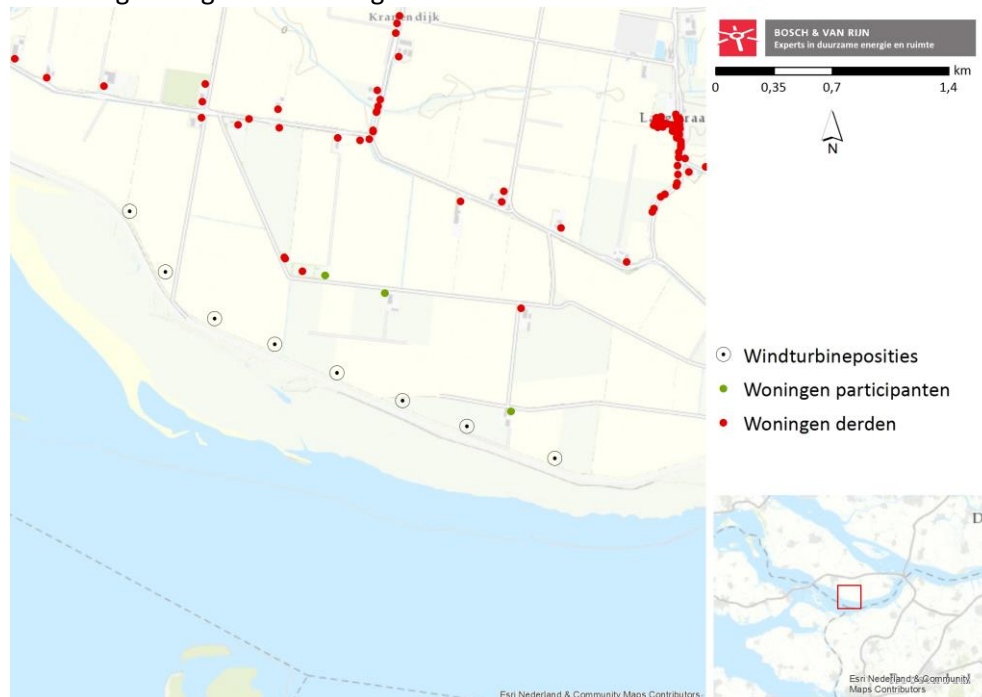 Kranendijk
BOSCH & VAN RIJN
Experts in duurzame energie en ruimte
km
0 0,35 0,7 1,4
N
Windturbineposities
Woningen participanten
Woningen derden
D
Esri Nederland & Community
Maps Contributors
Esri Nederland & Community Maps Contributors